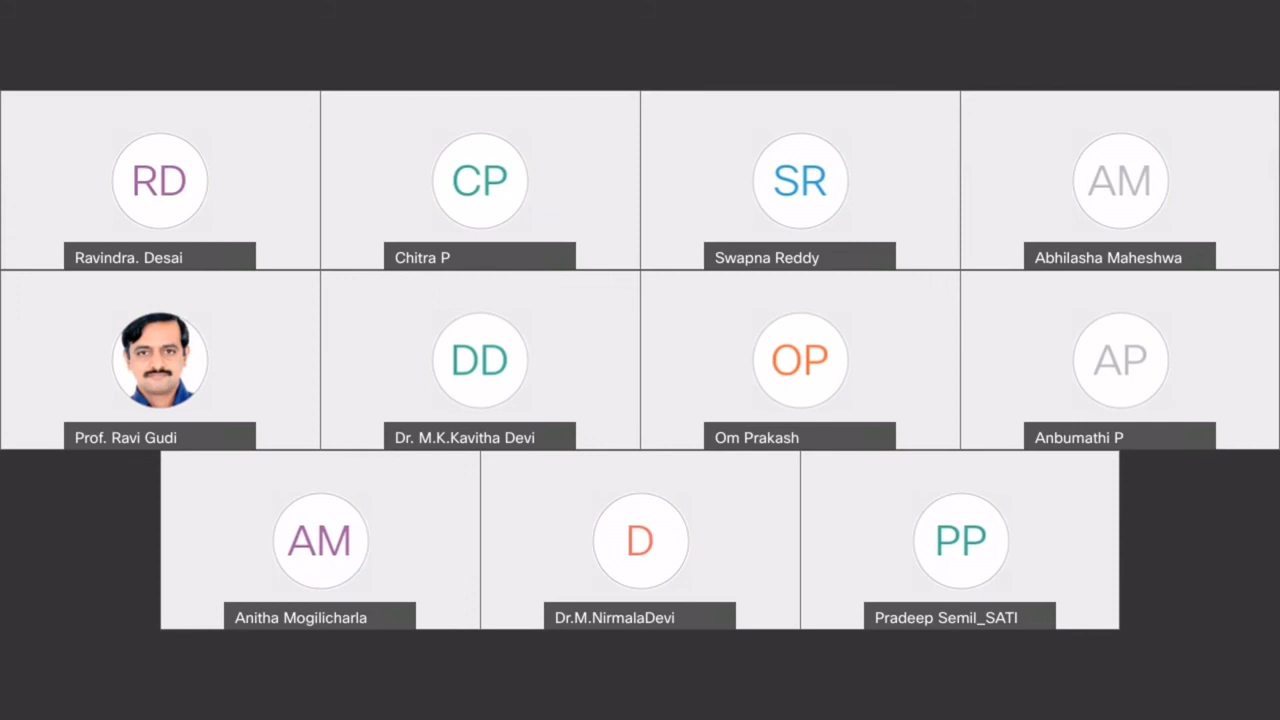 RD
Ravindra. Desai
CP
Chitra P
SR
Swapna Reddy
AM
Abhilasha Maheshwa
Prof. Ravi Gudi
DD
Dr. M.K.Kavitha Devi
OP
Om Prakash
AP
Anbumathi P
AM
Anitha Mogilicharla
D
Dr.M.NirmalaDevi
PP
Pradeep Semil_SATI